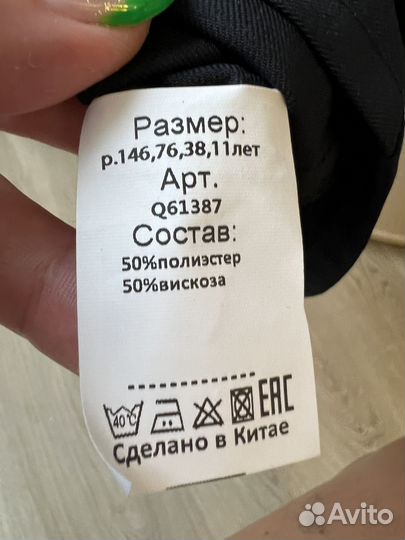 Размер:
р.146,76,38,11лет
Арт.
Q61387
Состав:
50%полиэстер
50%вискоза
40°C EAC
Сделано в Китае
Avito